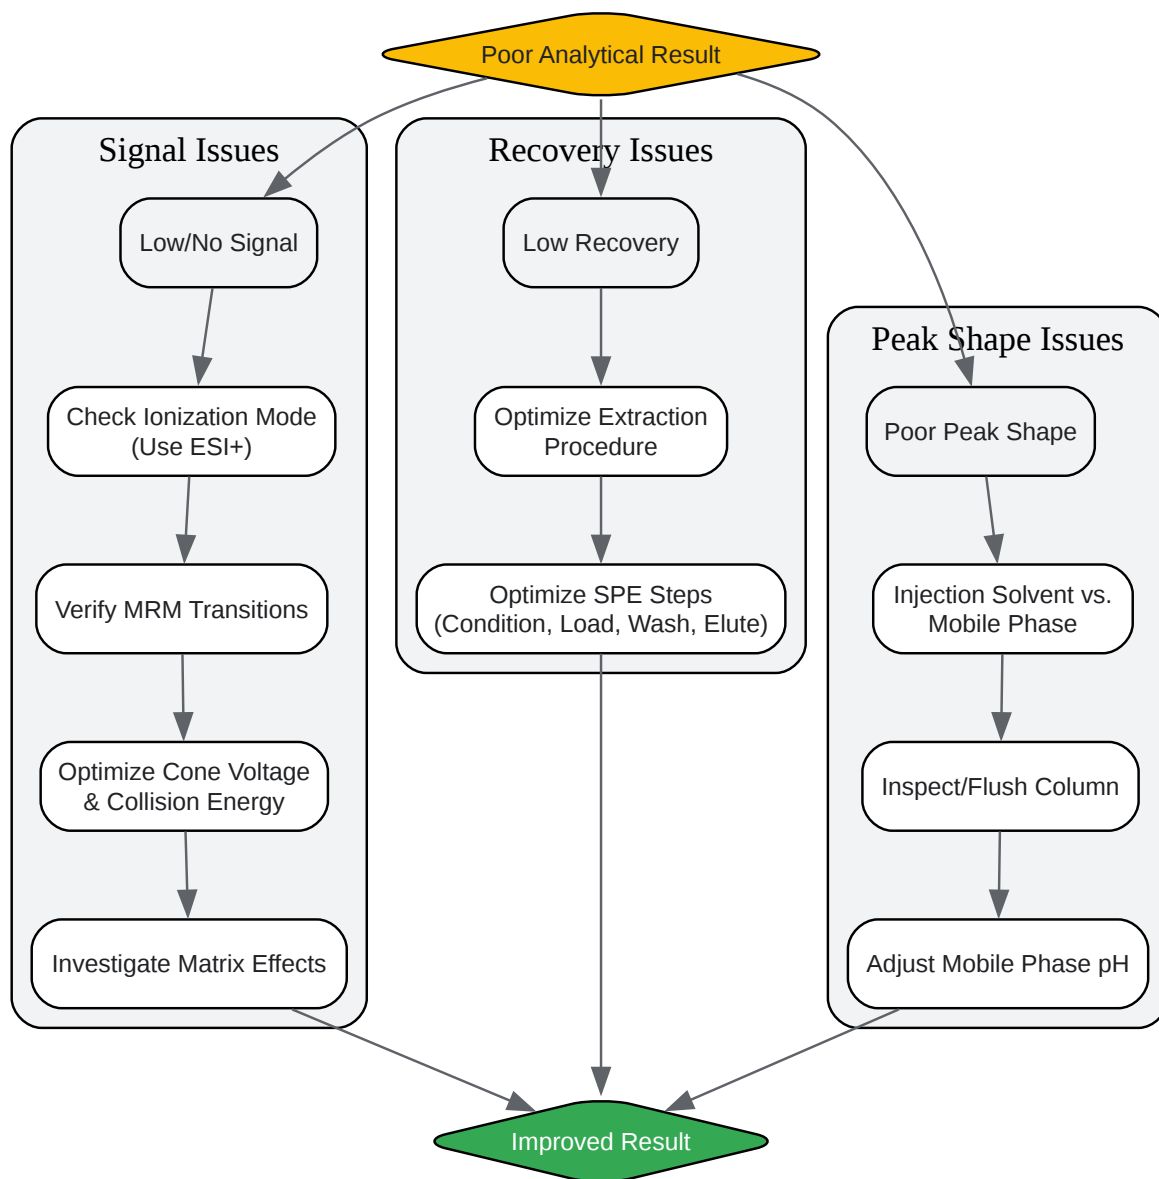 Poor Analytical Result
Signal Issues
Low/No Signal
Check Ionization Mode
(Use ESI+)
Verify MRM Transitions
Optimize Cone Voltage
& Collision Energy
Investigate Matrix Effects
Recovery Issues
Low Recovery
Optimize Extraction
Procedure
Optimize SPE Steps
(Condition, Load, Wash, Elute)
Peak Shape Issues
Poor Peak Shape
Injection Solvent vs.
Mobile Phase
Inspect/Flush Column
Adjust Mobile Phase pH
Improved Result